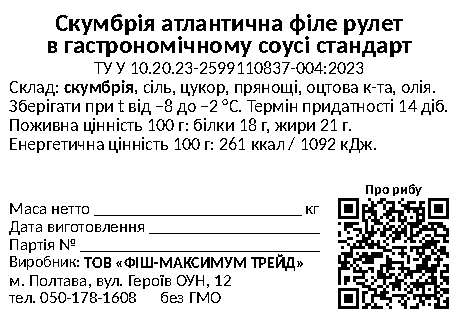 Скумбрія атлантична філе рулет
в гастрономічному соусі стандарт
ТУ У 10.20.23-2599110837-004:2023
Склад: скумбрія, сіль, цукор, прянощі, оцтова к-та, олія.
Зберігати при t від −8 до −2 °С. Термін придатності 14 діб.
Поживна цінність 100 г: білки 18 г, жири 21 г.
Енергетична цінність 100 г: 261 ккал / 1092 кДж.
Про рибу
Маса нетто ____________________ кг
Дата виготовлення ____________________
Партія № ____________________
Виробник: ТОВ «ФІШ-МАКСИМУМ ТРЕЙД»
м. Полтава, вул. Героїв ОУН, 12
тел. 050-178-1608 без ГМО